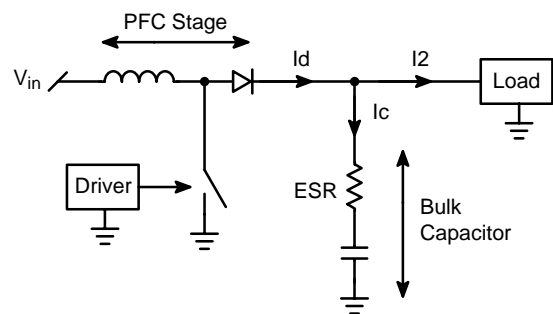 PFC Stage
Vin
Id
I2
Load
Ic
Driver
ESR
Bulk
Capacitor